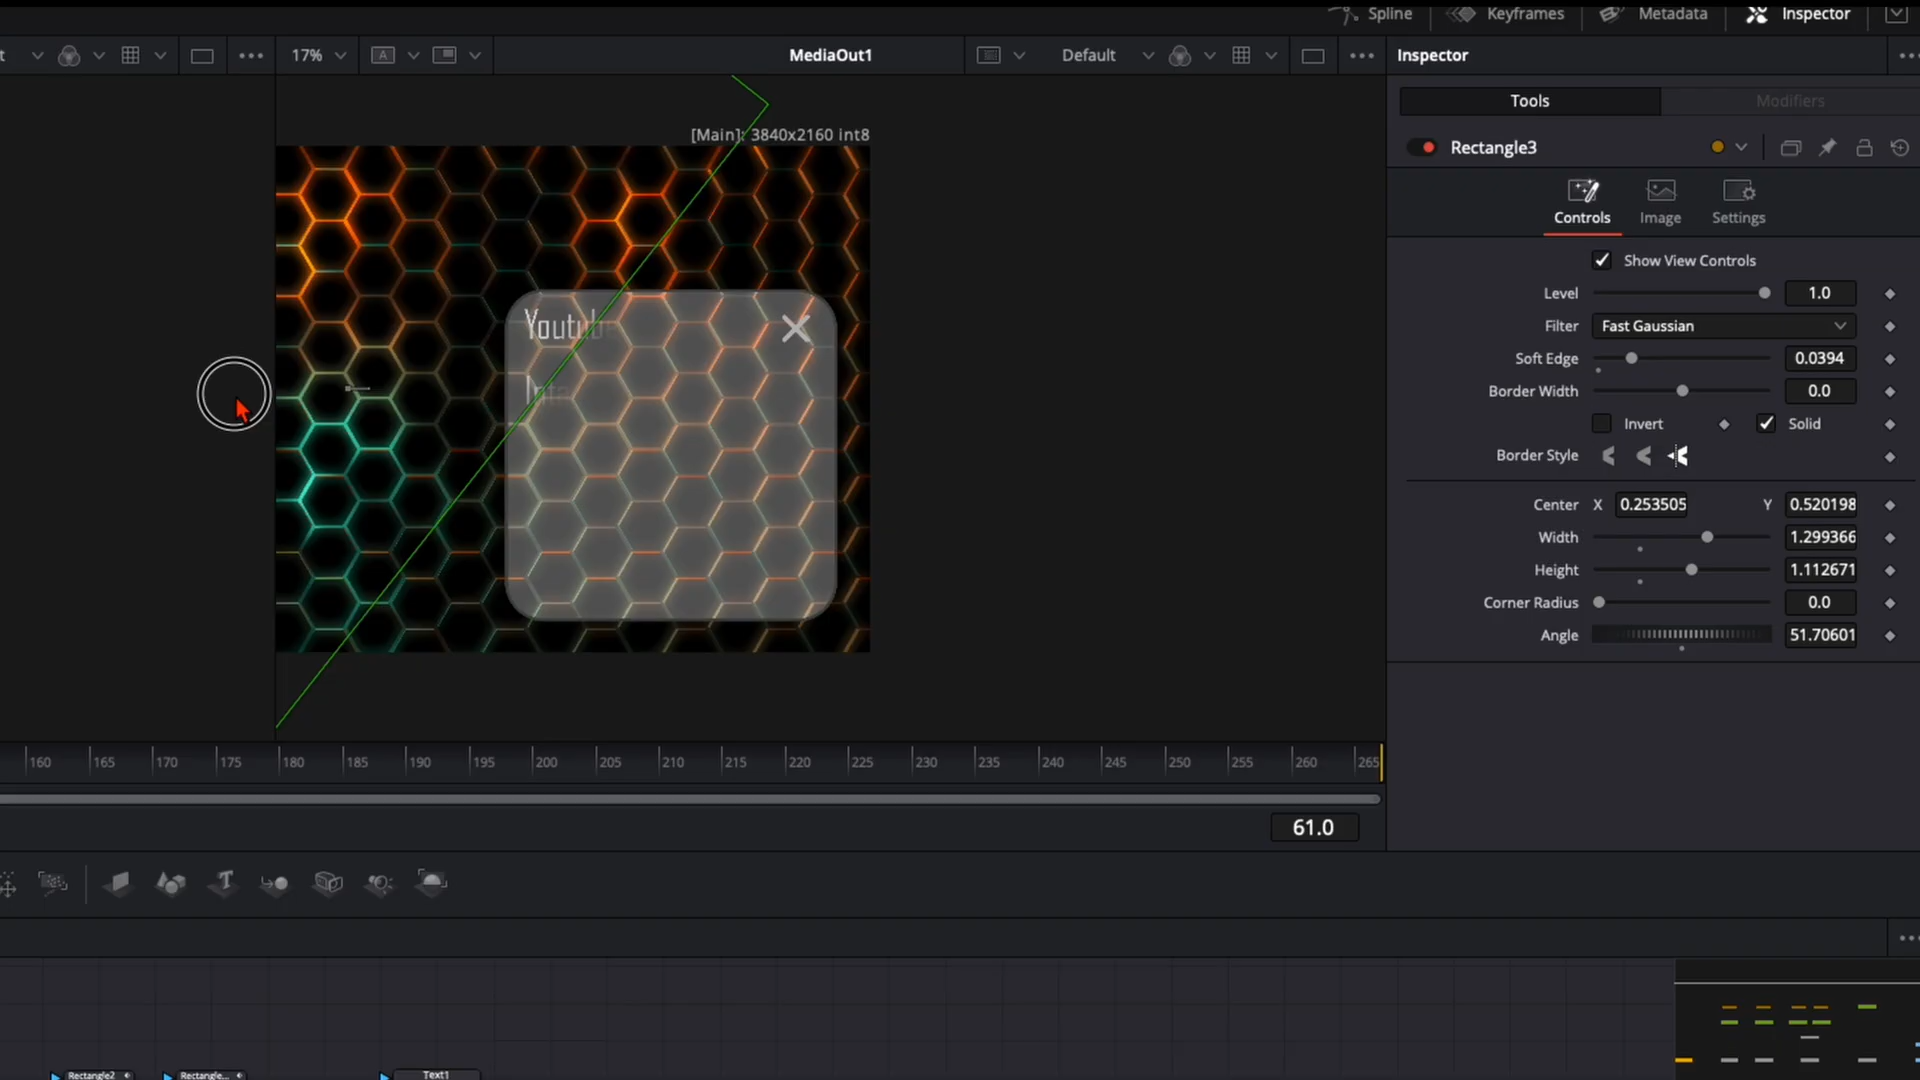 Spline
Keyframes
Metadata
Inspector
t
17%
A
MediaOut1
Default
Inspector
Tools
Modifiers
[Main]: 3840x2160 int8
Rectangle3
Controls
Image
Settings
Show View Controls
Level 1.0
Filter Fast Gaussian
Soft Edge 0.0394
Border Width 0.0
Invert Solid
Border Style
Center X 0.253505 Y 0.520198
Width 1.299366
Height 1.112671
Corner Radius 0.0
Angle 51.70601
Youtube
160 165 170 175 180 185 190 195 200 205 210 215 220 225 230 235 240 245 250 255 260 265
61.0
T
Rectangle2
Rectangle...
Text1